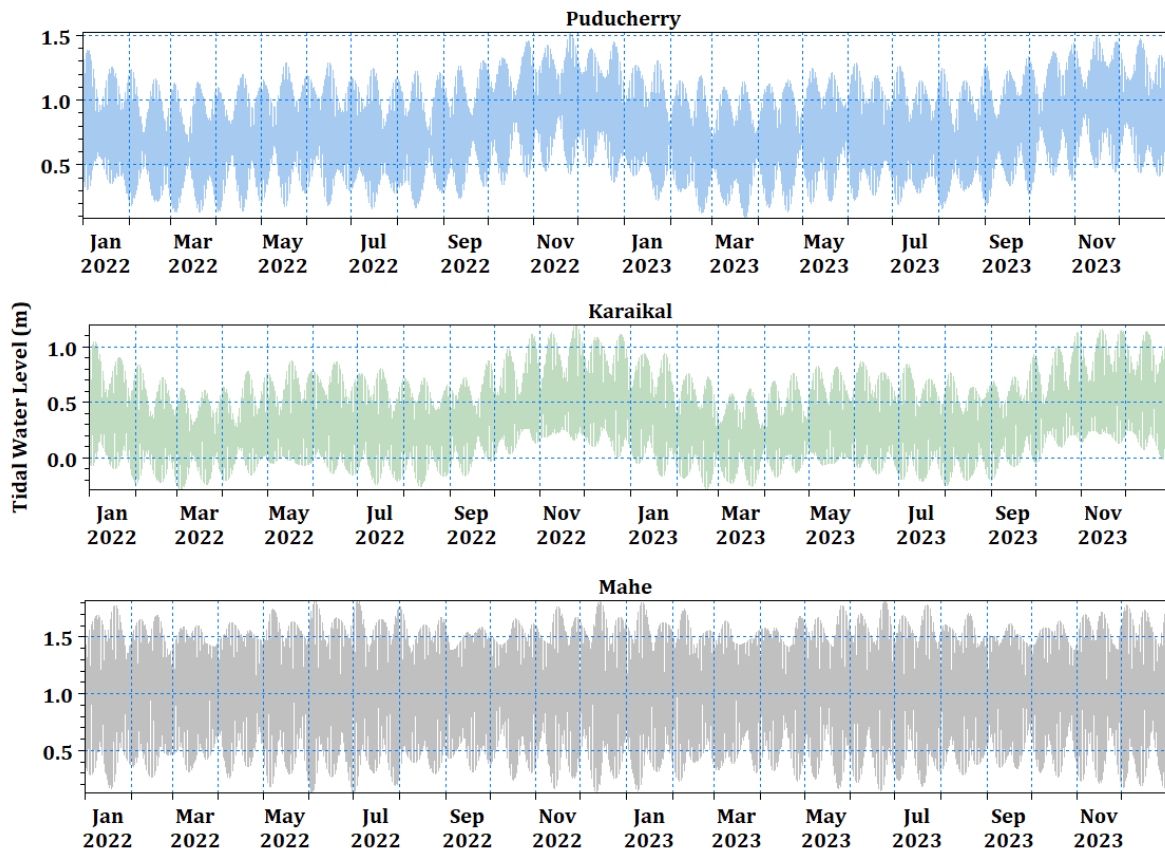 Puducherry
1.5
1.0
0.5
Jan Mar May Jul Sep Nov Jan Mar May Jul Sep Nov
2022 2022 2022 2022 2022 2022 2023 2023 2023 2023 2023 2023
Tidal Water Level (m)
Karaikal
1.0
0.5
0.0
Jan Mar May Jul Sep Nov Jan Mar May Jul Sep Nov
2022 2022 2022 2022 2022 2022 2023 2023 2023 2023 2023 2023
Mahe
1.5
1.0
0.5
Jan Mar May Jul Sep Nov Jan Mar May Jul Sep Nov
2022 2022 2022 2022 2022 2022 2023 2023 2023 2023 2023 2023